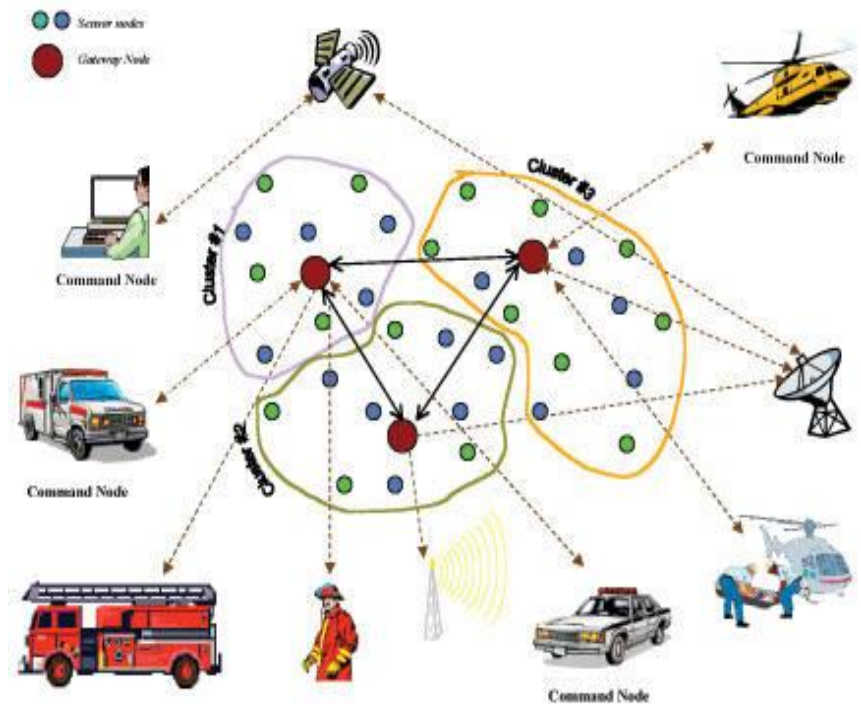 Sensor nodes
Gateway Node
Command Node
Cluster #3
Cluster #1
Command Node
Command Node
Cluster #2
Command Node